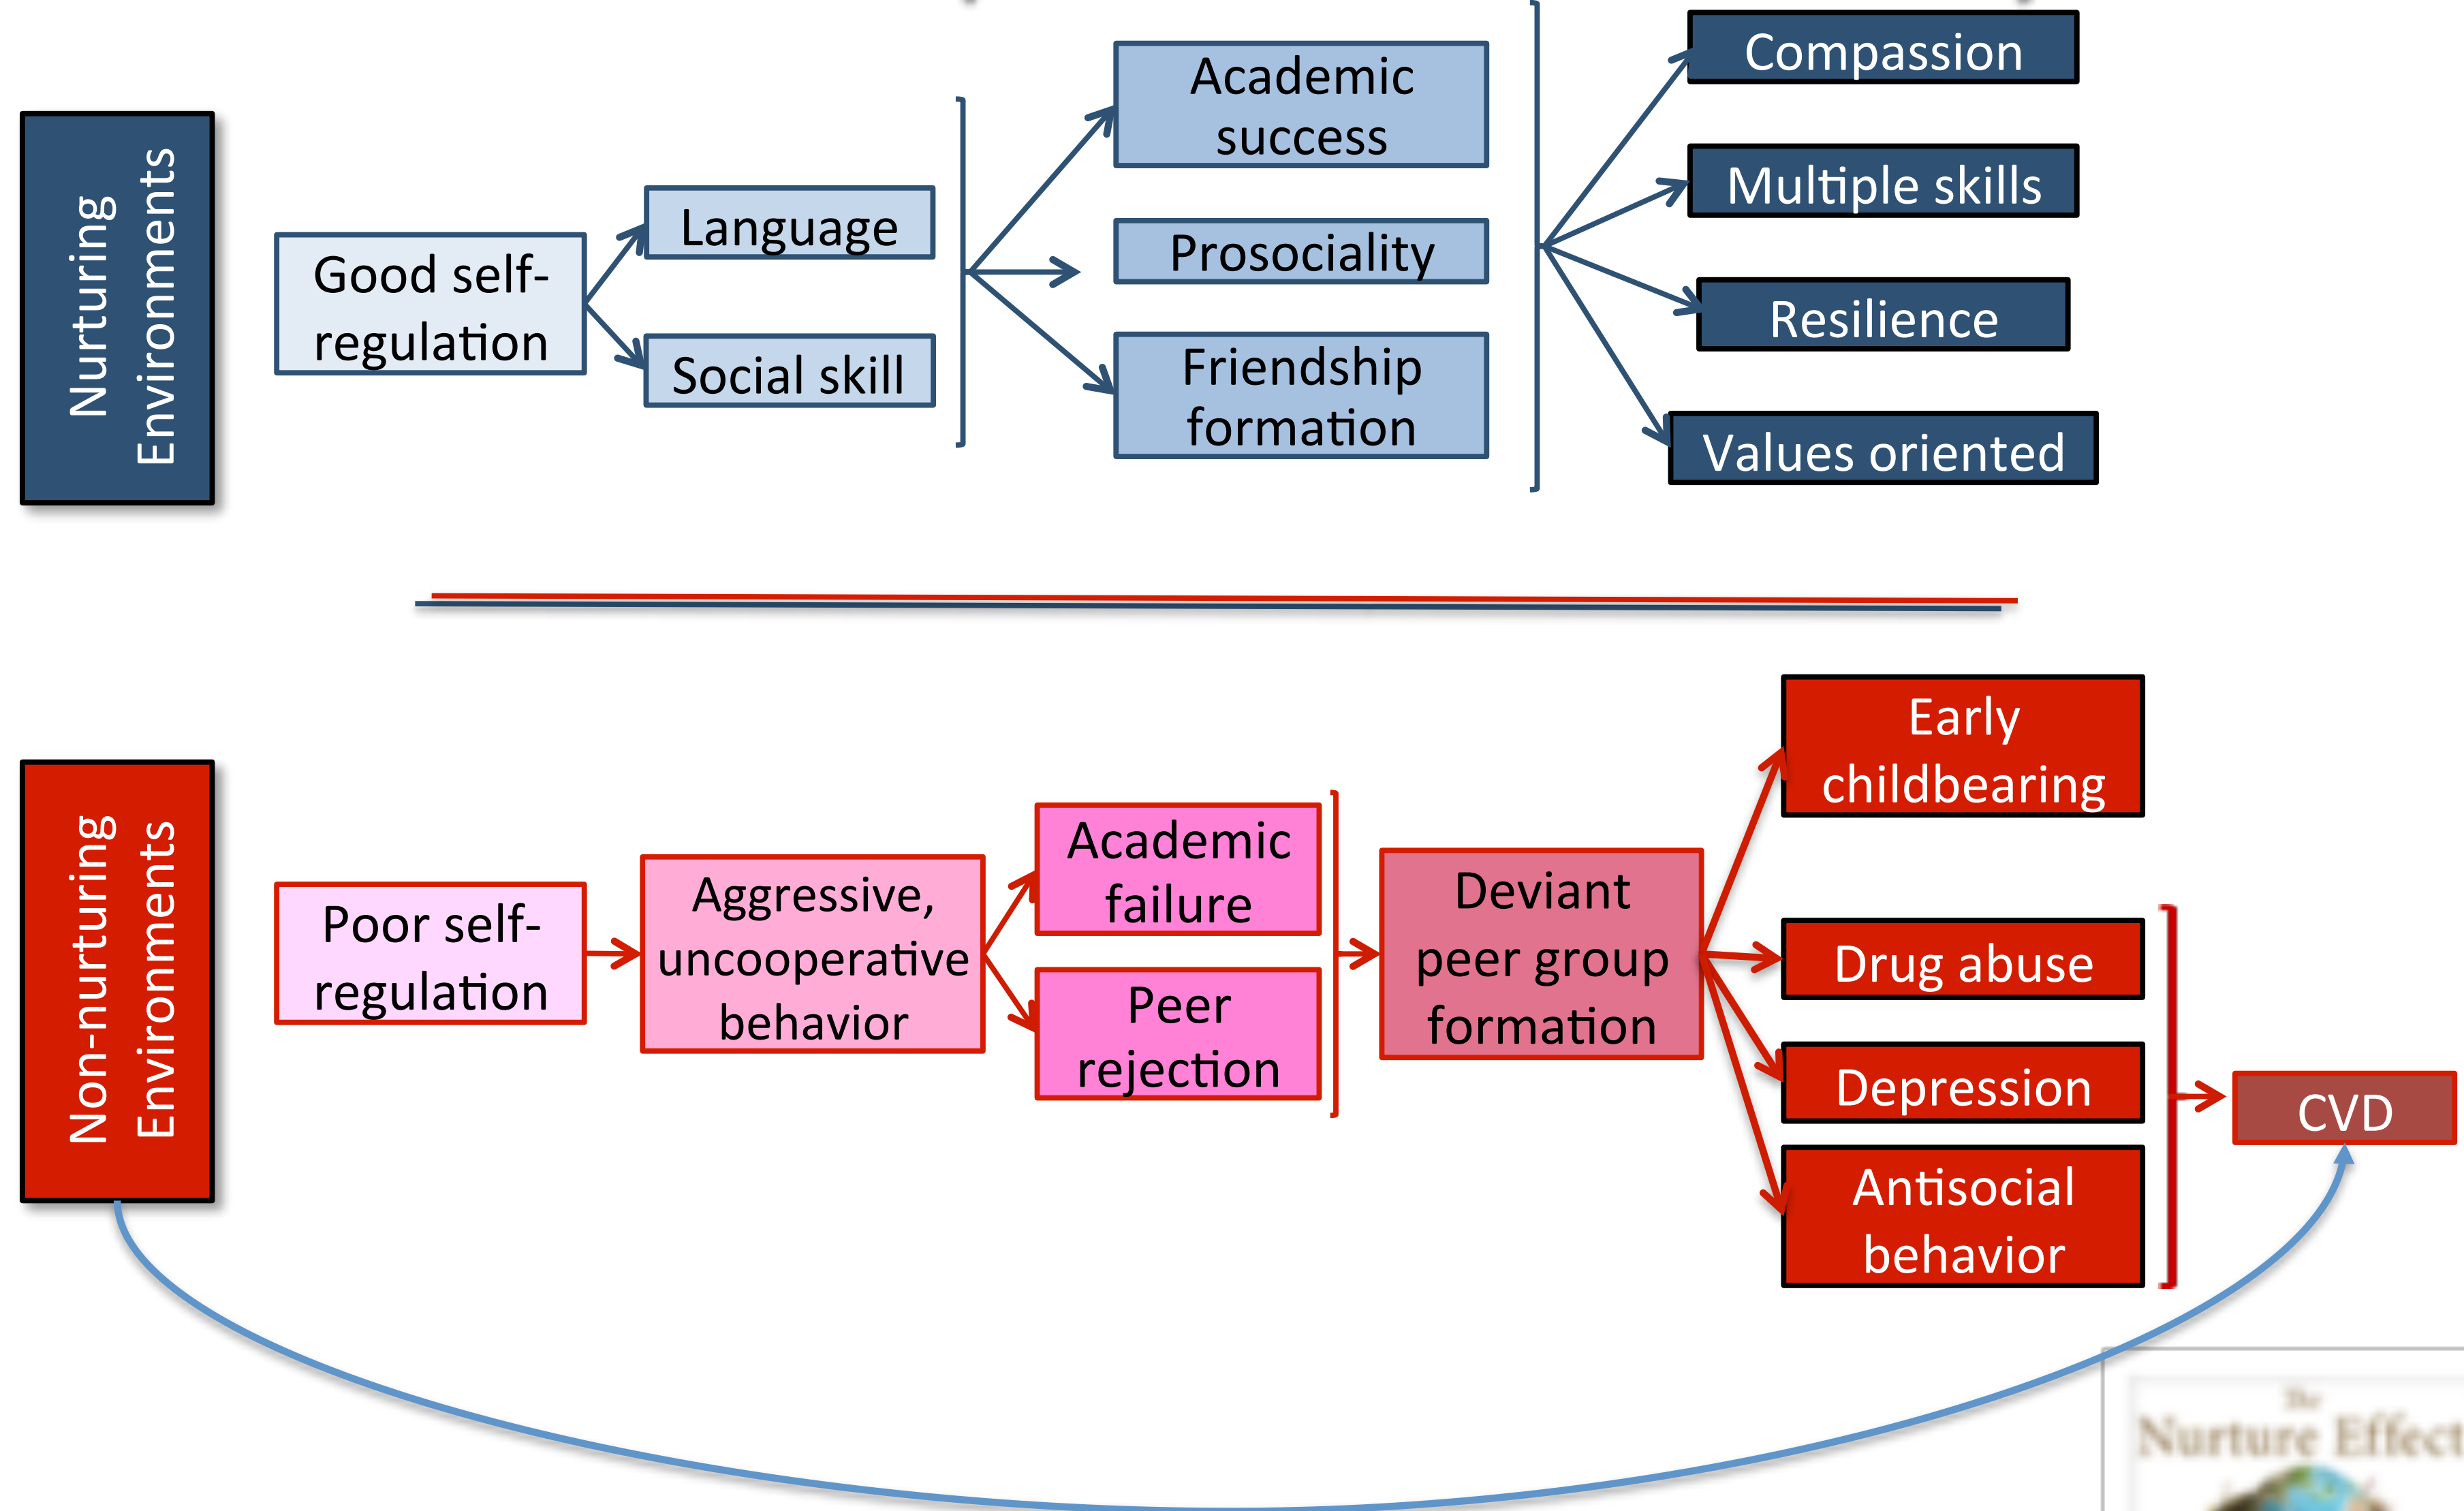 Nurturing
Environments
Good self-
regulation
Language
Social skill
Academic
success
Prosociality
Friendship
formation
Compassion
Multiple skills
Resilience
Values oriented
Non-nurturing
Environments
Poor self-
regulation
Aggressive,
uncooperative
behavior
Academic
failure
Peer
rejection
Deviant
peer group
formation
Early
childbearing
Drug abuse
Depression
Antisocial
behavior
CVD
The
Nurture Effect